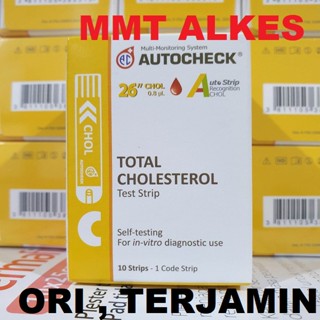 MMT ALKES
Multi-Monitoring System
AUTOCHECK®
26" CHOL
0.8 µl.
Auto Strip
Recognition
CHOL
CHOL
TOTAL
CHOLESTEROL
Test Strip
Self-testing
For in-vitro diagnostic use
10 Strips - 1 Code Strip
ORI, TERJAMIN